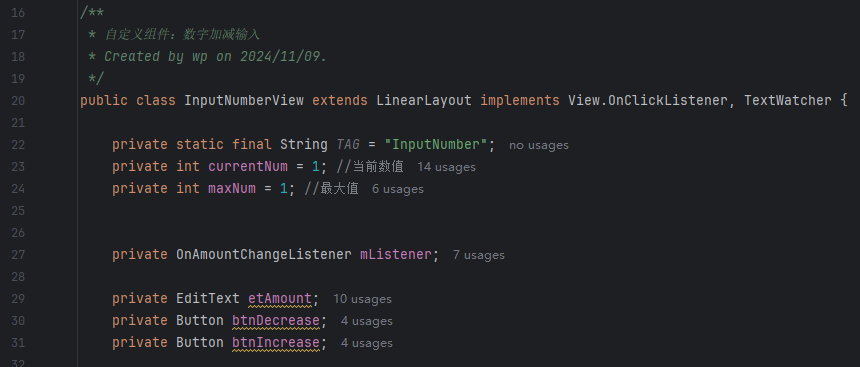 16 /**
17  * 自定义组件：数字加减输入
18  * Created by wp on 2024/11/09.
19  */
20 public class InputNumberView extends LinearLayout implements View.OnClickListener, TextWatcher {
21
22     private static final String TAG = "InputNumber"; no usages
23     private int currentNum = 1; //当前数值 14 usages
24     private int maxNum = 1; //最大值 6 usages
25
26
27     private OnAmountChangeListener mListener; 7 usages
28
29     private EditText etAmount; 10 usages
30     private Button btnDecrease; 4 usages
31     private Button btnIncrease; 4 usages
32